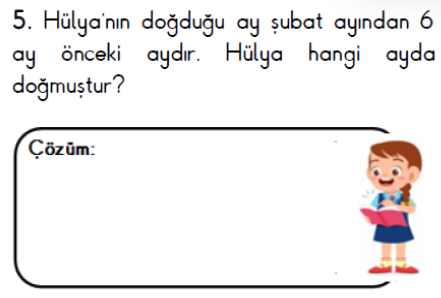 5. Hülya'nın doğduğu ay şubat ayından 6
ay önceki aydır. Hülya hangi ayda
doğmuştur?
Çözüm: